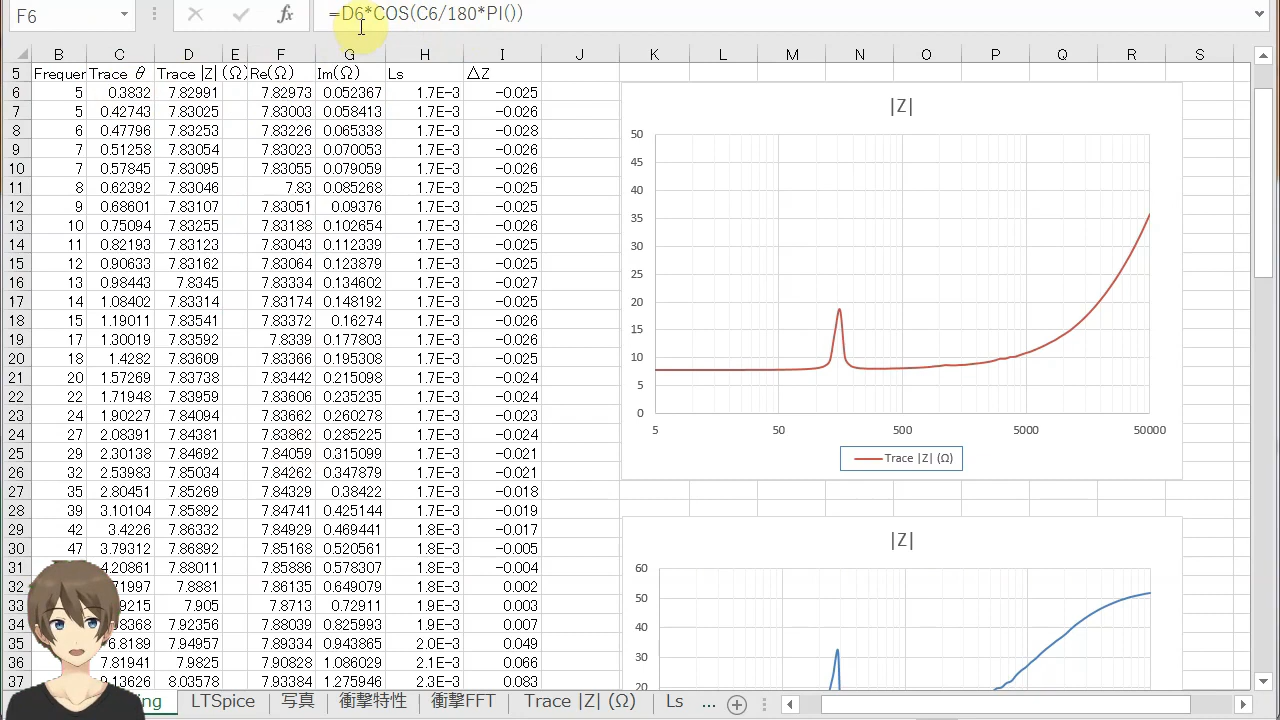 F6 fx =D6*COS(C6/180*PI())
B C D E F G H I J K L M N O P Q R S
5 Frequer Trace θ Trace |Z| (Ω) Re(Ω) Im(Ω) Ls △Z
6 5 0.3832 7.82991 7.82973 0.052367 1.7E-3 -0.025
7 5 0.42743 7.83025 7.83003 0.058413 1.7E-3 -0.026
8 6 0.47796 7.83253 7.83226 0.065338 1.7E-3 -0.028
9 7 0.51258 7.83054 7.83023 0.070053 1.7E-3 -0.026
10 7 0.57845 7.83095 7.83055 0.079059 1.7E-3 -0.026
11 8 0.62392 7.83046 7.83 0.085268 1.7E-3 -0.025
12 9 0.68601 7.83107 7.83051 0.09376 1.7E-3 -0.025
13 10 0.75094 7.83255 7.83188 0.102654 1.7E-3 -0.026
14 11 0.82193 7.83123 7.83043 0.112339 1.7E-3 -0.025
15 12 0.90633 7.83162 7.83064 0.123879 1.7E-3 -0.025
16 13 0.98443 7.8345 7.83334 0.134602 1.7E-3 -0.027
17 14 1.08402 7.83314 7.83174 0.148192 1.7E-3 -0.025
18 15 1.19011 7.83541 7.83372 0.16274 1.7E-3 -0.026
19 17 1.30019 7.83592 7.8339 0.1778 1.7E-3 -0.026
20 18 1.4282 7.83609 7.83366 0.195308 1.7E-3 -0.025
21 20 1.57269 7.83738 7.83442 0.215098 1.7E-3 -0.024
22 22 1.71948 7.83959 7.83606 0.235235 1.7E-3 -0.024
23 24 1.90227 7.84094 7.83662 0.260278 1.7E-3 -0.023
24 27 2.08391 7.84381 7.83862 0.285225 1.7E-3 -0.024
25 29 2.30138 7.84692 7.84059 0.315099 1.7E-3 -0.021
26 32 2.53983 7.85034 7.84262 0.347879 1.7E-3 -0.021
27 35 2.80451 7.85269 7.84329 0.38422 1.7E-3 -0.018
28 39 3.10104 7.85892 7.84741 0.425144 1.7E-3 -0.019
29 42 3.4226 7.86332 7.84929 0.469441 1.8E-3 -0.017
30 47 3.79312 7.86892 7.85168 0.520561 1.8E-3 -0.005
31 4.20861 7.88011 7.85886 0.578307 1.8E-3 -0.004
32 71997 7.8881 7.86135 0.649079 1.8E-3 0.002
33 9215 7.905 7.8713 0.72911 1.9E-3 0.003
34 8368 7.92356 7.88039 0.825993 1.9E-3 0.007
35 6.8189 7.94957 7.89334 0.943865 2.0E-3 0.049
36 7.81941 7.9825 7.90828 1.086029 2.1E-3 0.066
37 9.13626 8.03578 7.93384 1.275946 2.3E-3 0.083
|Z|
50
45
40
35
30
25
20
15
10
5
0
5 50 500 5000 50000
Trace |Z| (Ω)
|Z|
60
50
40
30
20
ng LTSpice 写真 衝撃特性 衝撃FFT Trace |Z| (Ω) Ls ...